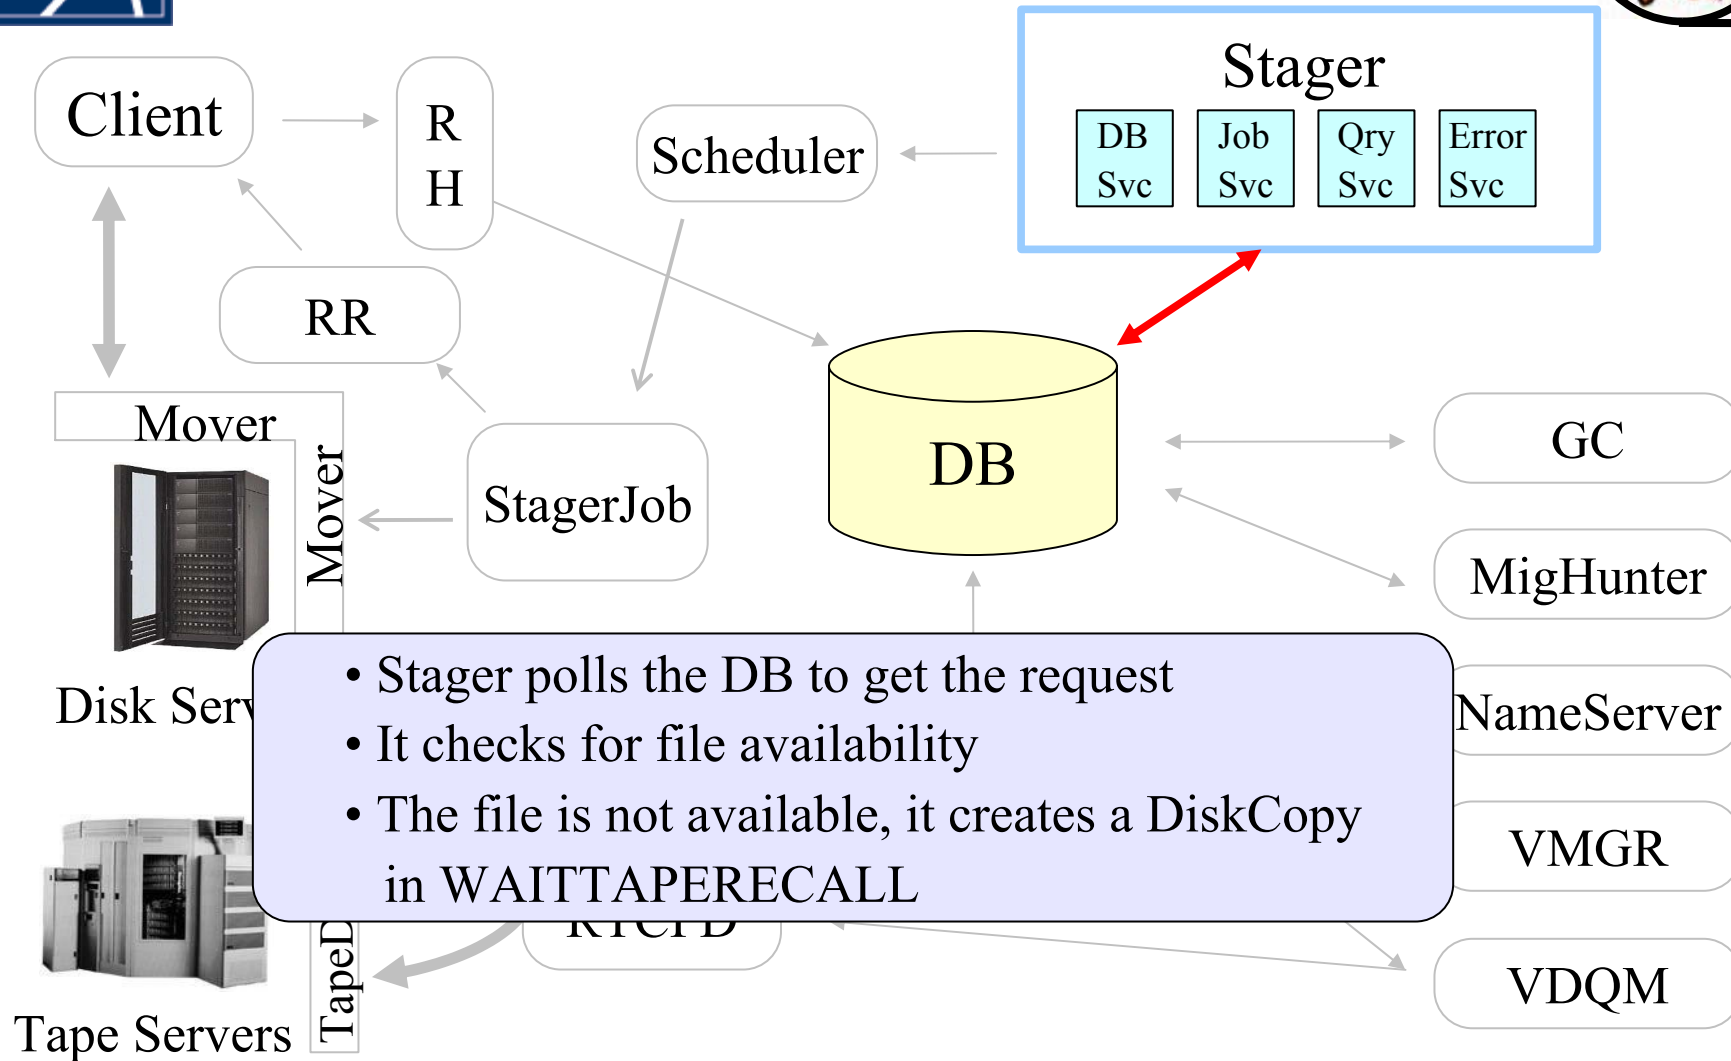 Stager
DB Svc
Job Svc
Qry Svc
Error Svc
Client
R
H
Scheduler
RR
Mover
Mover
DB
StagerJob
GC
MigHunter
NameServer
VMGR
VDQM
• Stager polls the DB to get the request
• It checks for file availability
• The file is not available, it creates a DiskCopy
in WAITTAPERECALL
Disk
Tape Servers